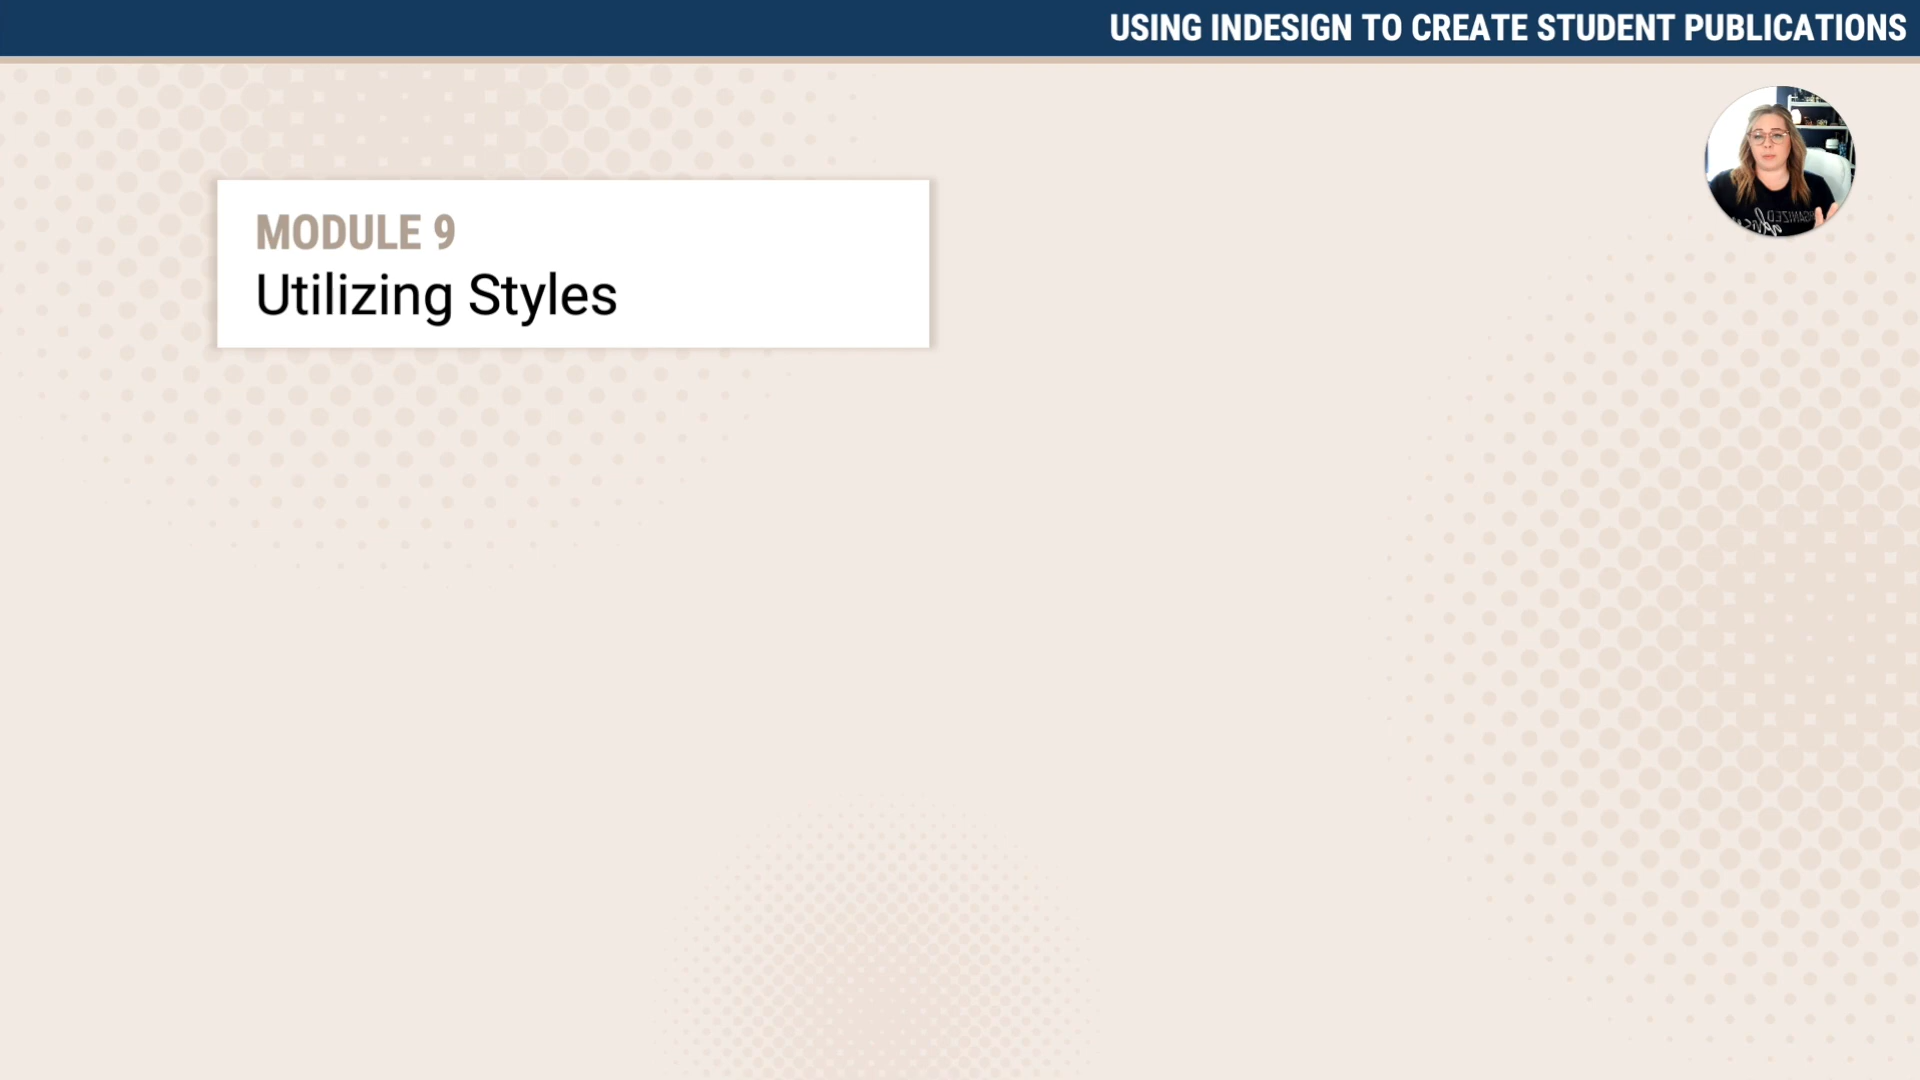 USING INDESIGN TO CREATE STUDENT PUBLICATIONS
MODULE 9
Utilizing Styles